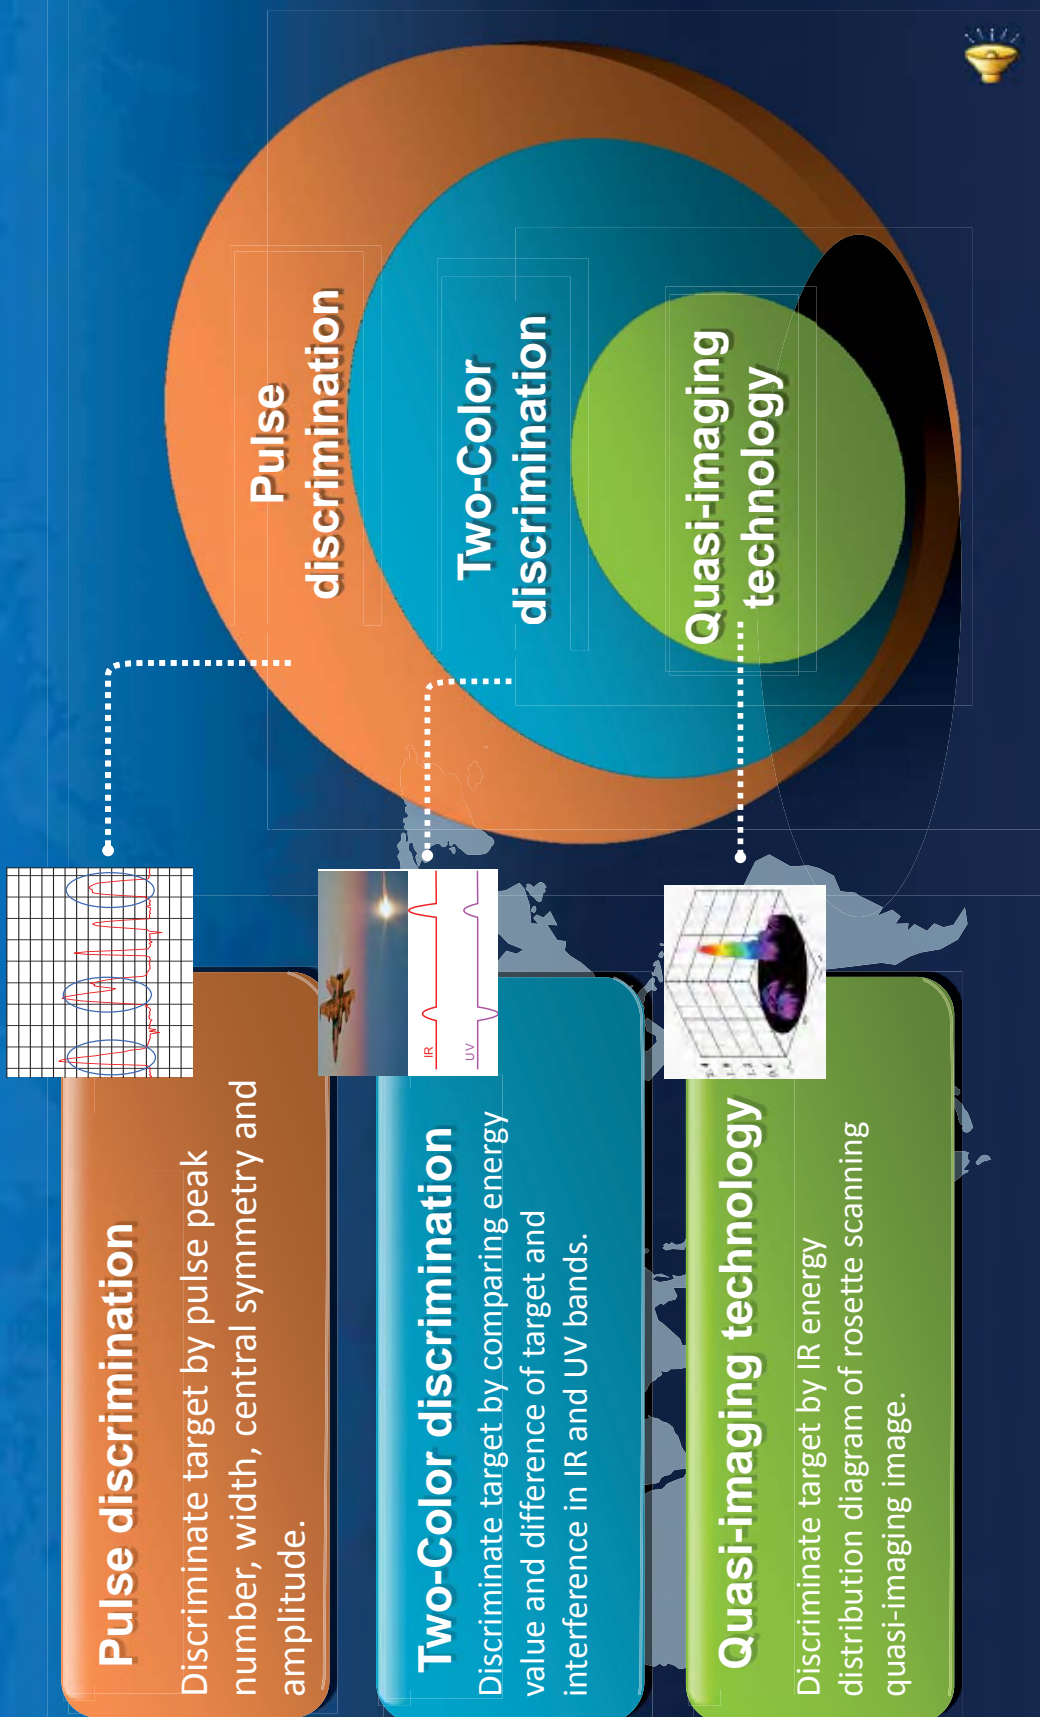 Pulse discrimination
Discriminate target by pulse peak
number, width, central symmetry and
amplitude.
Two-Color discrimination
Discriminate target by comparing energy
value and difference of target and
interference in IR and UV bands.
Quasi-imaging technology
Discriminate target by IR energy
distribution diagram of rosette scanning
quasi-imaging image.
IR
UV
Pulse
discrimination
Two-Color
discrimination
Quasi-imaging
technology